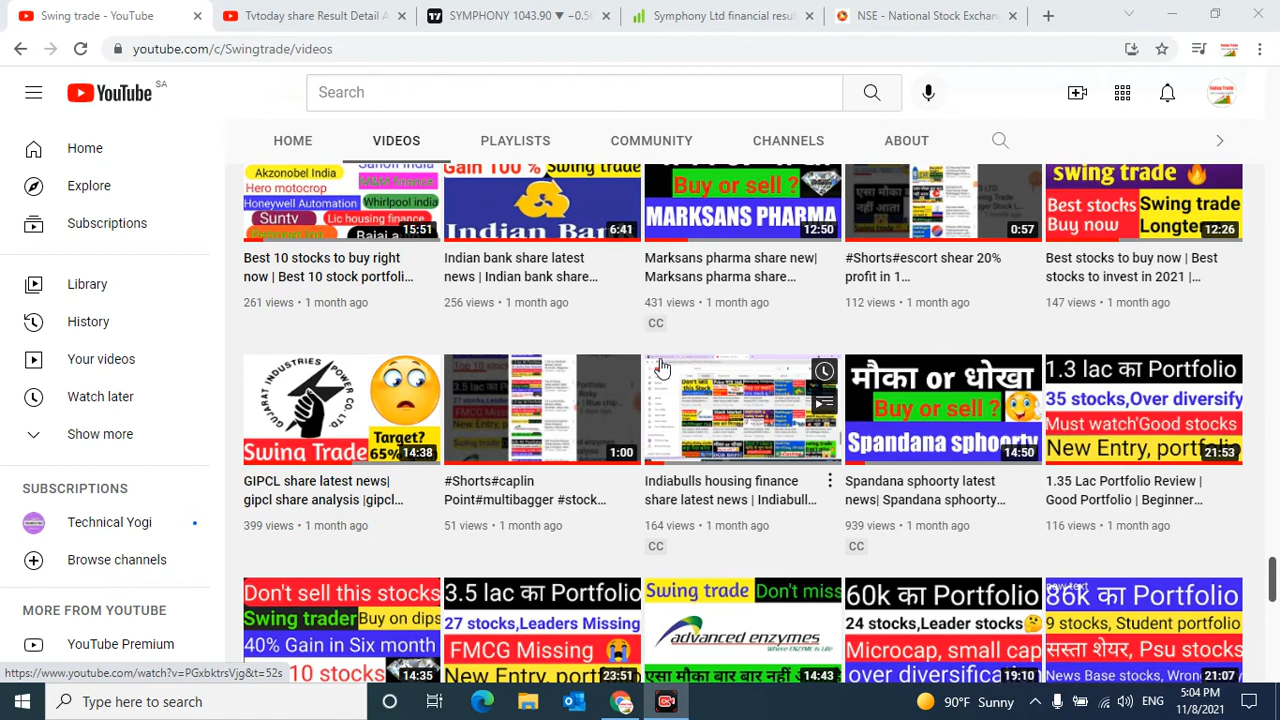 Swing trade - YouTube
Tvtoday share Result Detail A
SYMPHONY 1043.90 ▼ −0.50
Symphony Ltd financial resul
NSE - National Stock Exchan
youtube.com/c/Swingtrade/videos
YouTube SA
Search
HOME VIDEOS PLAYLISTS COMMUNITY CHANNELS ABOUT
Home
Explore
Subscriptions
Library
History
Your videos
Watch later
Show more
SUBSCRIPTIONS
Technical Yogi
Browse channels
MORE FROM YOUTUBE
YouTube Premium
Akzonobel India
Hero motocrop
Honeywell Automation
Whirlpool india
Suntv
Lic housing finance
15:51
Best 10 stocks to buy right
now | Best 10 stock portfoli...
261 views • 1 month ago
Gain 100 % Swing trade
Indian Ban
6:41
Indian bank share latest
news | Indian bank share...
256 views • 1 month ago
Buy or sell ?
MARKSANS PHARMA
12:50
Marksans pharma share new|
Marksans pharma share...
431 views • 1 month ago
CC
0:57
#Shorts#escort shear 20%
profit in 1...
112 views • 1 month ago
swing trade
Best stocks
Buy now
Swing trade
Longter
12:26
Best stocks to buy now | Best
stocks to invest in 2021 |...
147 views • 1 month ago
INDUSTRIES POWER CO.LTD
Swing Trade
Target?
65%
14:38
GIPCL share latest news|
gipcl share analysis |gipcl...
399 views • 1 month ago
1:00
#Shorts#caplin
Point#multibagger #stock...
51 views • 1 month ago
Indiabulls housing finance
share latest news | Indiabull...
164 views • 1 month ago
CC
मौका or धोखा
Buy or sell ?
Spandana sphoorty
14:50
Spandana sphoorty latest
news| Spandana sphoorty...
939 views • 1 month ago
CC
1.3 lac का Portfolio
35 stocks,Over diversify
Must watch'Good stocks
New Entry, portfo
21:53
1.35 Lac Portfolio Review |
Good Portfolio | Beginner...
116 views • 1 month ago
Don't sell this stocks
Swing trader Buy on dips
40% Gain in Six month
10 stocks
14:35
3.5 lac का Portfolio
27 stocks,Leaders Missing
FMCG Missing
New Entry,
23:51
Swing trade Don't miss
advanced enzymes
Where ENZYME is Life
एसा मौका बार बार नहीं
14:43
60k का Portfolio
24 stocks,Leader stocks
Microcap, small cap
over diversific
19:10
86k का Portfolio
9 stocks, Student portfolio
सस्ता शेयर, Psu stocks
News Base stocks, Wron
21:07
https://www.youtube.com/watch?v=PGxbktrsVjg&t=52s
Type here to search
90°F Sunny
ENG
5:04 PM
11/8/2021